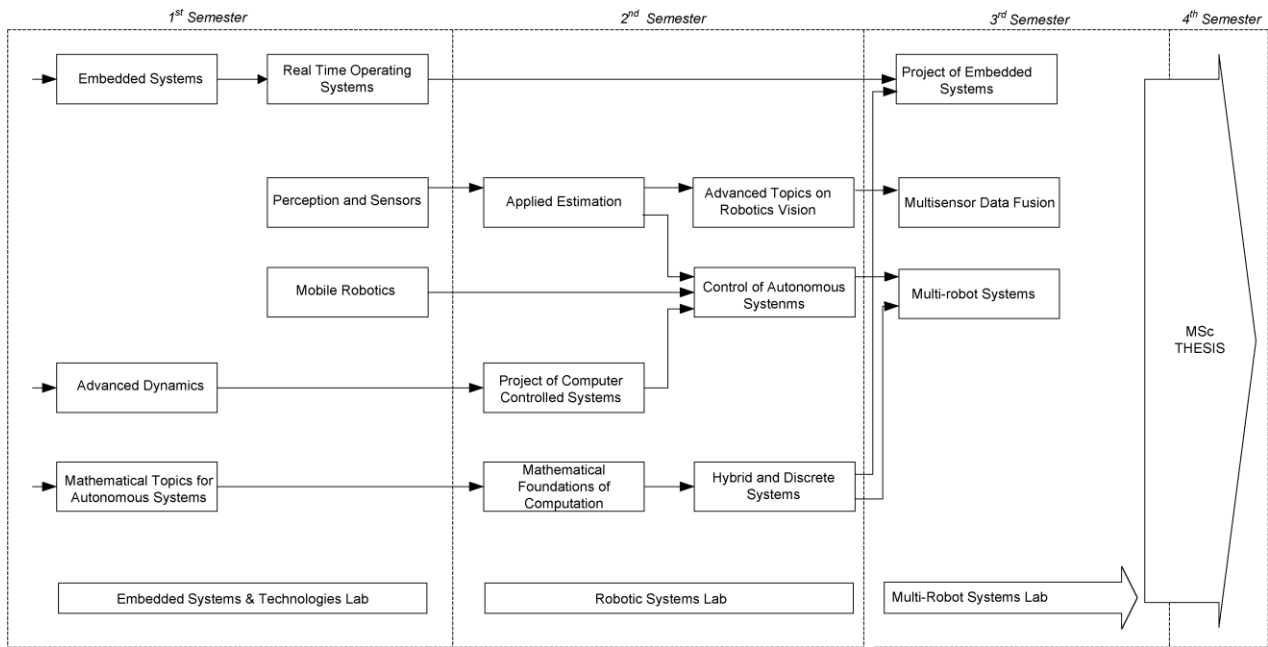 1st Semester
2nd Semester
3rd Semester
4th Semester
Embedded Systems
Real Time Operating
Systems
Project of Embedded
Systems
Perception and Sensors
Applied Estimation
Advanced Topics on
Robotics Vision
Multisensor Data Fusion
Mobile Robotics
Control of Autonomous
Systenms
Multi-robot Systems
MSc
THESIS
Advanced Dynamics
Project of Computer
Controlled Systems
Mathematical Topics for
Autonomous Systems
Mathematical
Foundations of
Computation
Hybrid and Discrete
Systems
Embedded Systems & Technologies Lab
Robotic Systems Lab
Multi-Robot Systems Lab